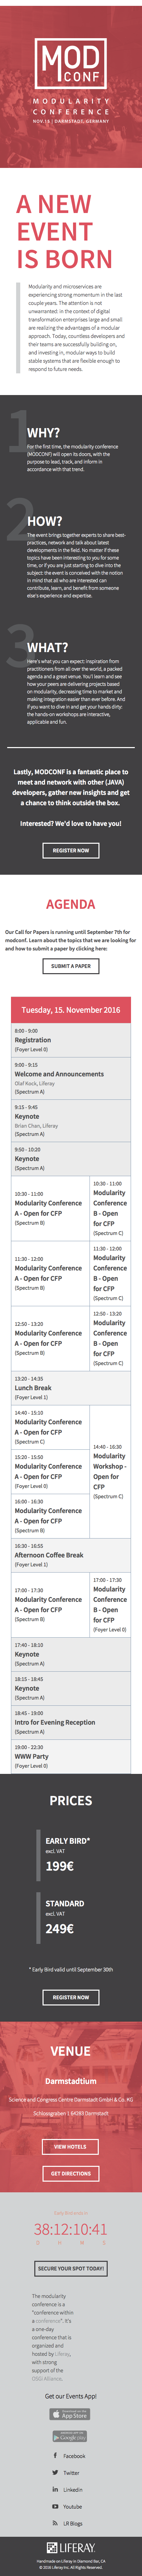 MOD
CONF
MODULARITY
CONFERENCE
NOV.15 | DARMSTADT, GERMANY
A NEW
EVENT
IS BORN
Modularity and microservices are
experiencing strong momentum in the last
couple years. The attention is not
unwarranted: in the context of digital
transformation enterprises large and small
are realizing the advantages of a modular
approach. Today, countless developers and
their teams are successfully building on,
and investing in, modular ways to build
stable systems that are flexible enough to
respond to future needs.
1
WHY?
For the first time, the modularity conference
(MODCONF) will open its doors, with the
purpose to lead, track, and inform in
accordance with that trend.
2
HOW?
The event brings together experts to share best-
practices, network and talk about latest
developments in the field. No matter if these
topics have been interesting to you for some
time, or if you are just starting to dive into the
subject, the event is conceived with the notion
in mind that all that are interested can
contribute, learn, and benefit from someone
else's experience and expertise.
3
WHAT?
Here's what you can expect: inspiration from
practitioners from all over the world, a packed
agenda and a great venue. You'll learn and see
how your peers are delivering projects based
on modularity, decreasing time to market and
making integration easier than ever before. And
if you want to dive in and get your hands dirty:
the hands-on workshops are interactive,
applicable and fun.
Lastly, MODCONF is a fantastic place to
meet and network with other (JAVA)
developers, gather new insights and get
a chance to think outside the box.
Interested? We'd love to have you!
REGISTER NOW
AGENDA
Our Call for Papers is running until September 7th for
modconf. Learn about the topics that we are looking for
and how to submit a paper by clicking here:
SUBMIT A PAPER
Tuesday, 15. November 2016
8:00 - 9:00
Registration
(Foyer Level 0)
9:00 - 9:15
Welcome and Announcements
Olaf Kock, Liferay
(Spectrum A)
9:15 - 9:45
Keynote
Brian Chan, Liferay
(Spectrum A)
9:50 - 10:20
Keynote
(Spectrum A)
10:30 - 11:00
Modularity Conference
A - Open for CFP
(Spectrum B)
10:30 - 11:00
Modularity
Conference
B - Open
for CFP
(Spectrum C)
11:30 - 12:00
Modularity Conference
A - Open for CFP
(Spectrum B)
11:30 - 12:00
Modularity
Conference
B - Open
for CFP
(Spectrum C)
12:50 - 13:20
Modularity Conference
A - Open for CFP
(Spectrum B)
12:50 - 13:20
Modularity
Conference
B - Open
for CFP
(Spectrum C)
13:20 - 14:35
Lunch Break
(Foyer Level 1)
14:40 - 15:10
Modularity Conference
A - Open for CFP
(Spectrum C)
15:20 - 15:50
Modularity Conference
A - Open for CFP
(Foyer Level 0)
16:00 - 16:30
Modularity Conference
A - Open for CFP
(Spectrum B)
14:40 - 16:30
Modularity
Workshop -
Open for
CFP
(Spectrum C)
16:30 - 16:55
Afternoon Coffee Break
(Foyer Level 1)
17:00 - 17:30
Modularity Conference
A - Open for CFP
(Spectrum B)
17:00 - 17:30
Modularity
Conference
B - Open
for CFP
(Foyer Level 0)
17:40 - 18:10
Keynote
(Spectrum A)
18:15 - 18:45
Keynote
(Spectrum A)
18:45 - 19:00
Intro for Evening Reception
(Spectrum A)
19:00 - 22:30
WWW Party
(Foyer Level 0)
PRICES
EARLY BIRD*
excl. VAT
199€
STANDARD
excl. VAT
249€
* Early Bird valid until September 30th
REGISTER NOW
VENUE
Darmstadtium
Science and Congress Centre Darmstadt GmbH & Co. KG
Schlossgraben 1 64283 Darmstadt
VIEW HOTELS
GET DIRECTIONS
38:12:10:41
D H M S
SECURE YOUR SPOT TODAY!
The modularity
conference is a
"conference within
a conference". It's
a one-day
conference that is
organised and
hosted by Liferay,
with strong
support of the
OSGi Alliance.
Get our Events App!
App Store
Google play
Facebook
Twitter
Linkedin
Youtube
LR Blogs
LIFERAY.
Handmade on Liferay in Diamond Bar, CA
© 2016 Liferay Inc. All Rights Reserved.